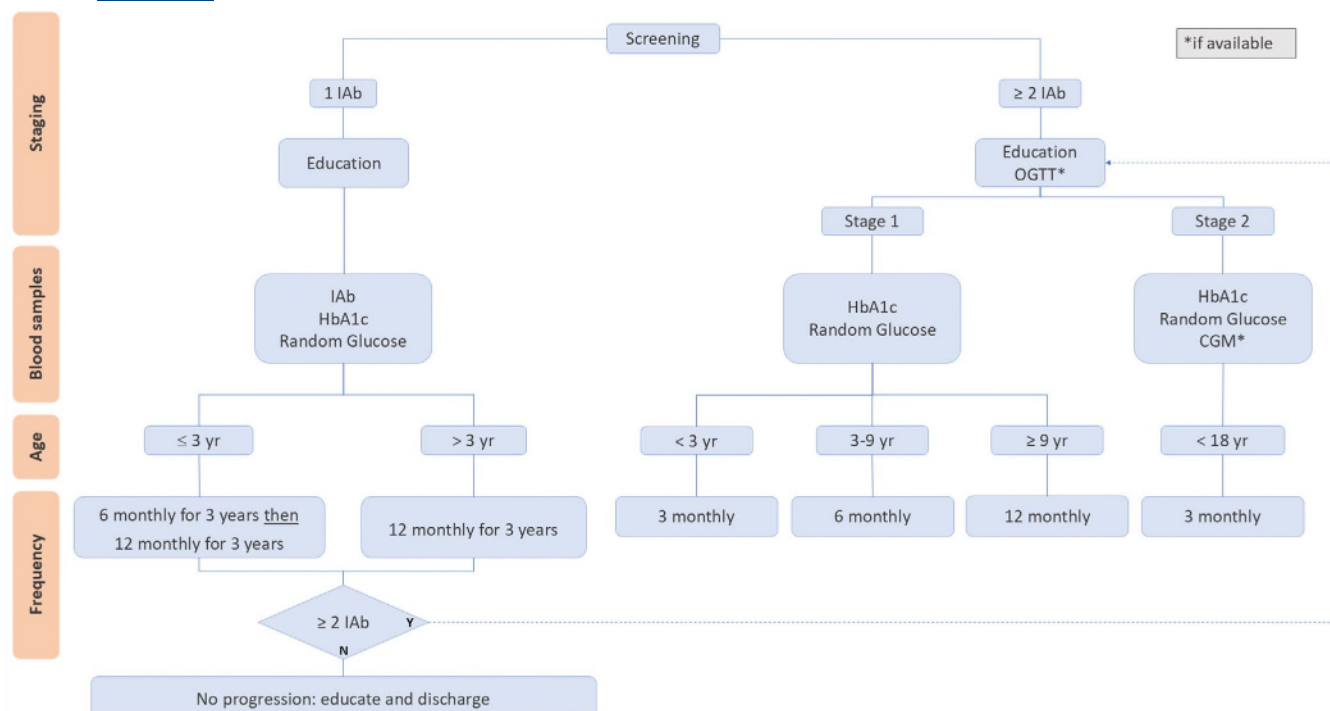 Screening
*if available
Staging
1 IAb
≥ 2 IAb
Education
Education
OGTT*
Stage 1
Stage 2
Blood samples
IAb
HbA1c
Random Glucose
HbA1c
Random Glucose
HbA1c
Random Glucose
CGM*
Age
≤ 3 yr
> 3 yr
< 3 yr
3-9 yr
≥ 9 yr
< 18 yr
Frequency
6 monthly for 3 years then
12 monthly for 3 years
12 monthly for 3 years
3 monthly
6 monthly
12 monthly
3 monthly
≥ 2 IAb
Y
N
No progression: educate and discharge